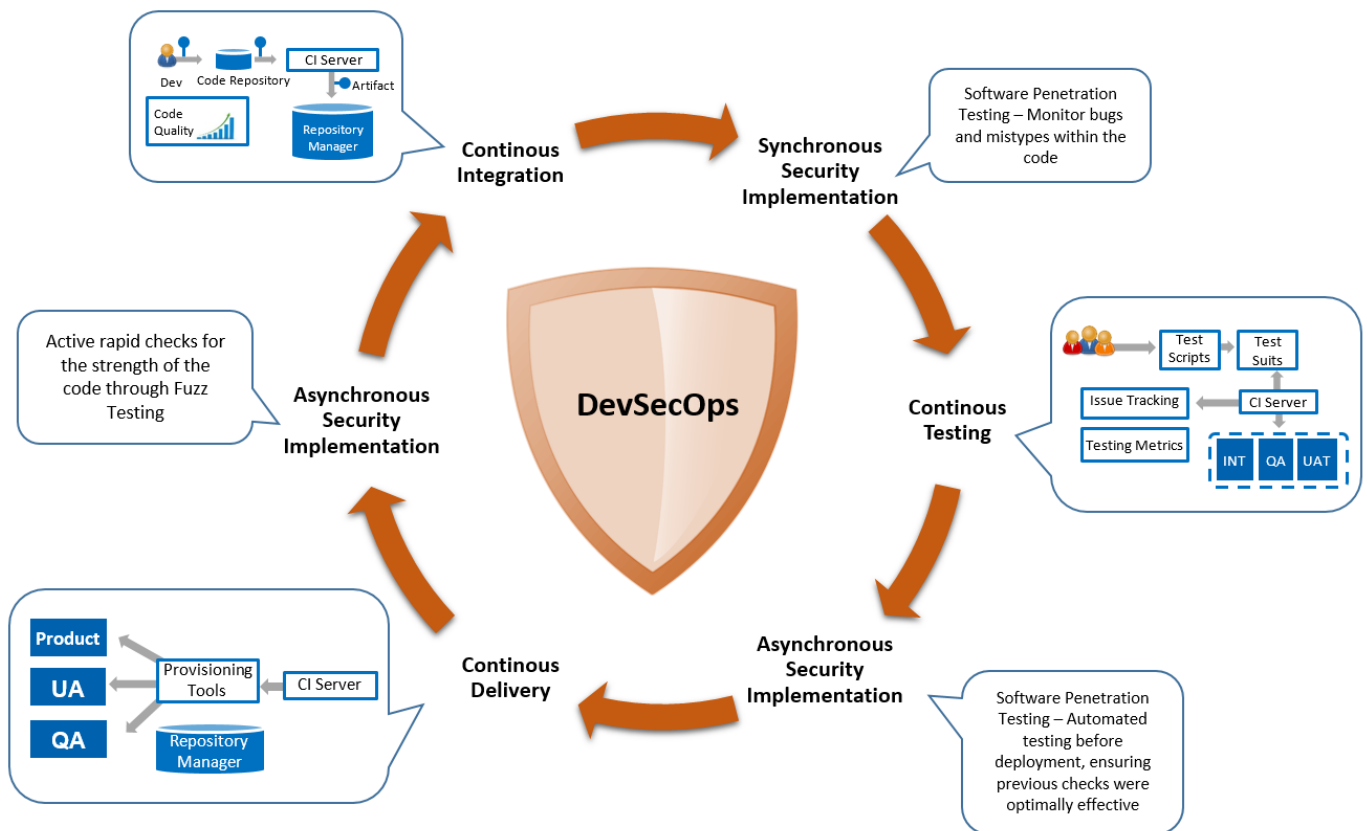 Dev
Code Repository
CI Server
Artifact
Code
Quality
Repository
Manager
Continous
Integration
Synchronous
Security
Implementation
Software Penetration
Testing – Monitor bugs
and mistypes within the
code
Active rapid checks for
the strength of the
code through Fuzz
Testing
Asynchronous
Security
Implementation
DevSecOps
Continous
Testing
Test
Scripts
Test
Suits
Issue Tracking
CI Server
Testing Metrics
INT
QA
UAT
Product
UA
QA
Provisioning
Tools
CI Server
Repository
Manager
Continous
Delivery
Asynchronous
Security
Implementation
Software Penetration
Testing – Automated
testing before
deployment, ensuring
previous checks were
optimally effective